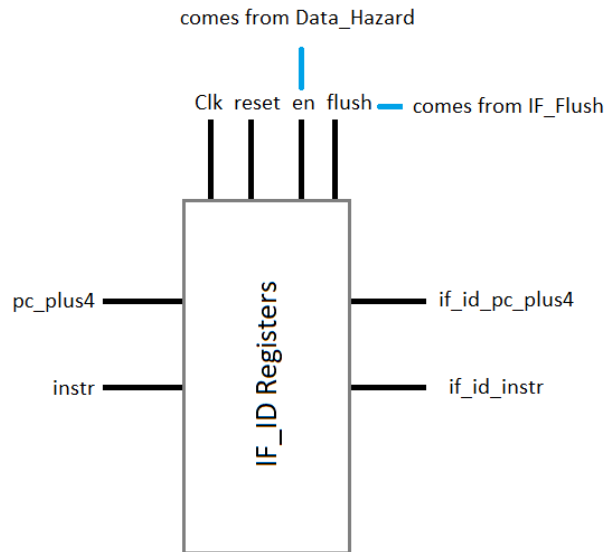 comes from Data_Hazard
Clk reset en flush comes from IF_Flush
pc_plus4
if_id_pc_plus4
IF_ID Registers
instr
if_id_instr